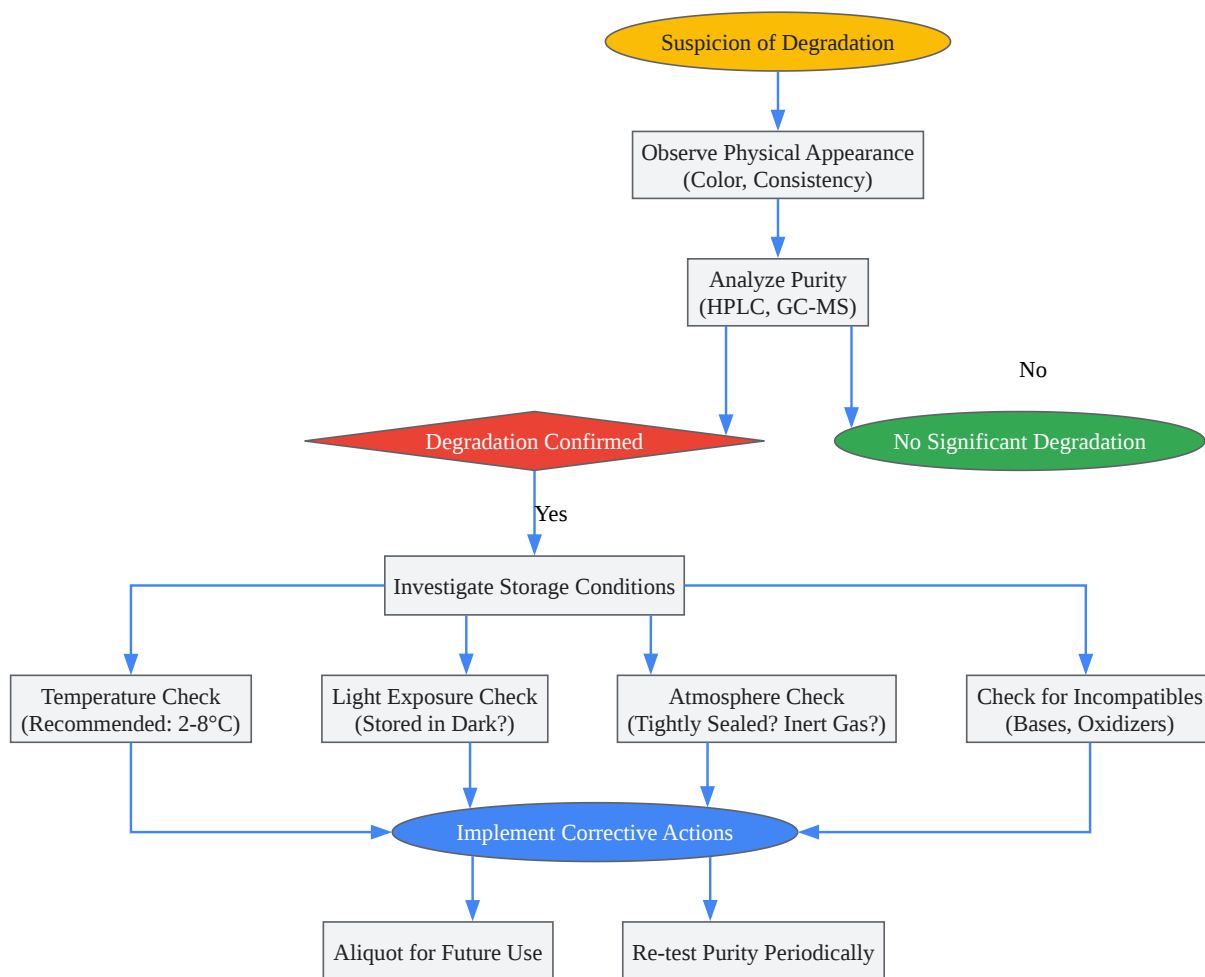 Suspicion of Degradation
Observe Physical Appearance
(Color, Consistency)
Analyze Purity
(HPLC, GC-MS)
No
Degradation Confirmed
No Significant Degradation
Yes
Investigate Storage Conditions
Temperature Check
(Recommended: 2-8°C)
Light Exposure Check
(Stored in Dark?)
Atmosphere Check
(Tightly Sealed? Inert Gas?)
Check for Incompatibles
(Bases, Oxidizers)
Implement Corrective Actions
Aliquot for Future Use
Re-test Purity Periodically